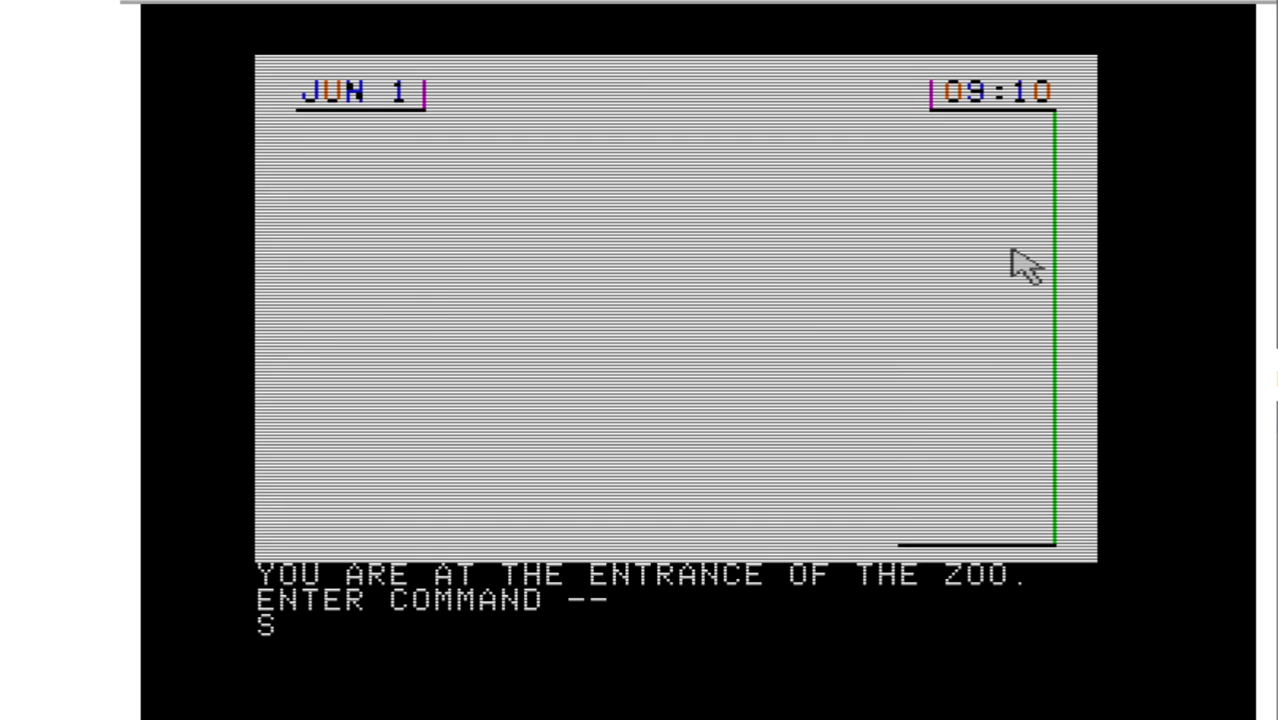 JUN 1 09:10
YOU ARE AT THE ENTRANCE OF THE ZOO.
ENTER COMMAND --
S